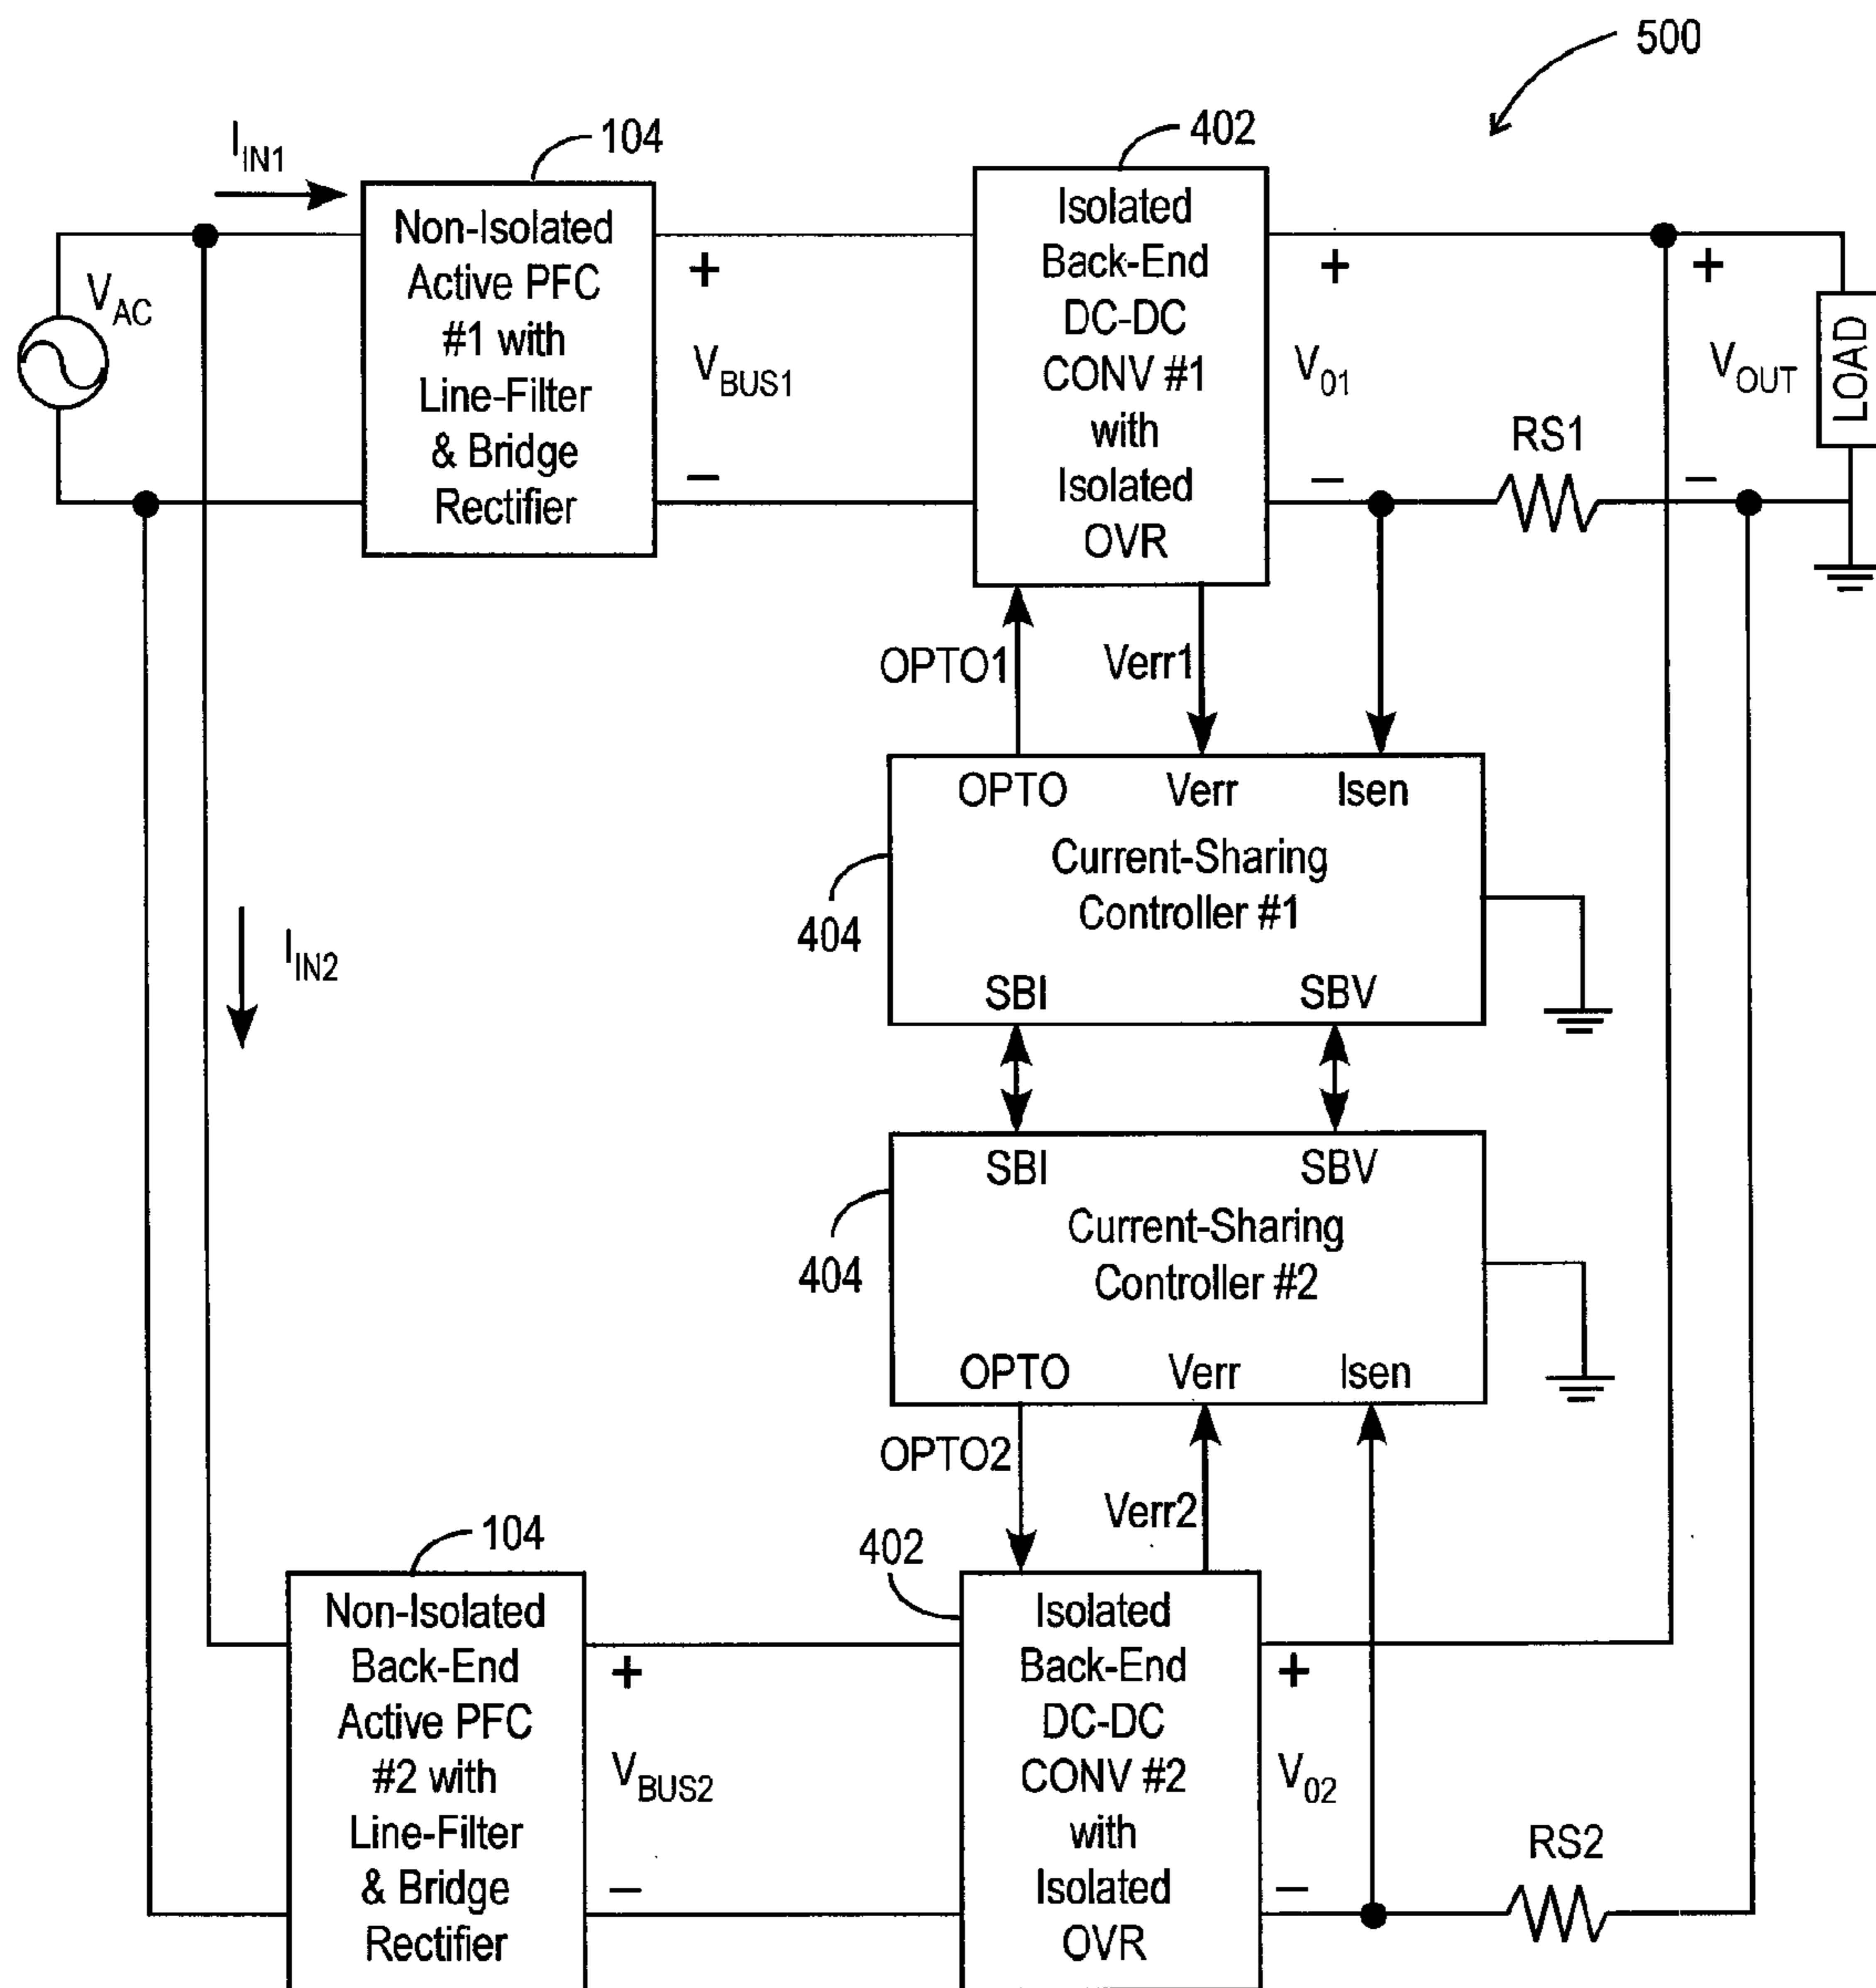 500
I_IN1
104
402
Non-Isolated
Active PFC
#1 with
Line-Filter
& Bridge
Rectifier
V_AC
+
V_BUS1
−
Isolated
Back-End
DC-DC
CONV #1
with
Isolated
OVR
+
V_01
−
RS1
+
V_OUT
−
LOAD
OPTO1
Verr1
OPTO Verr Isen
Current-Sharing
Controller #1
SBI SBV
404
I_IN2
SBI SBV
Current-Sharing
Controller #2
OPTO Verr Isen
404
OPTO2
Verr2
104
402
Non-Isolated
Back-End
Active PFC
#2 with
Line-Filter
& Bridge
Rectifier
+
V_BUS2
−
Isolated
Back-End
DC-DC
CONV #2
with
Isolated
OVR
+
V_02
−
RS2